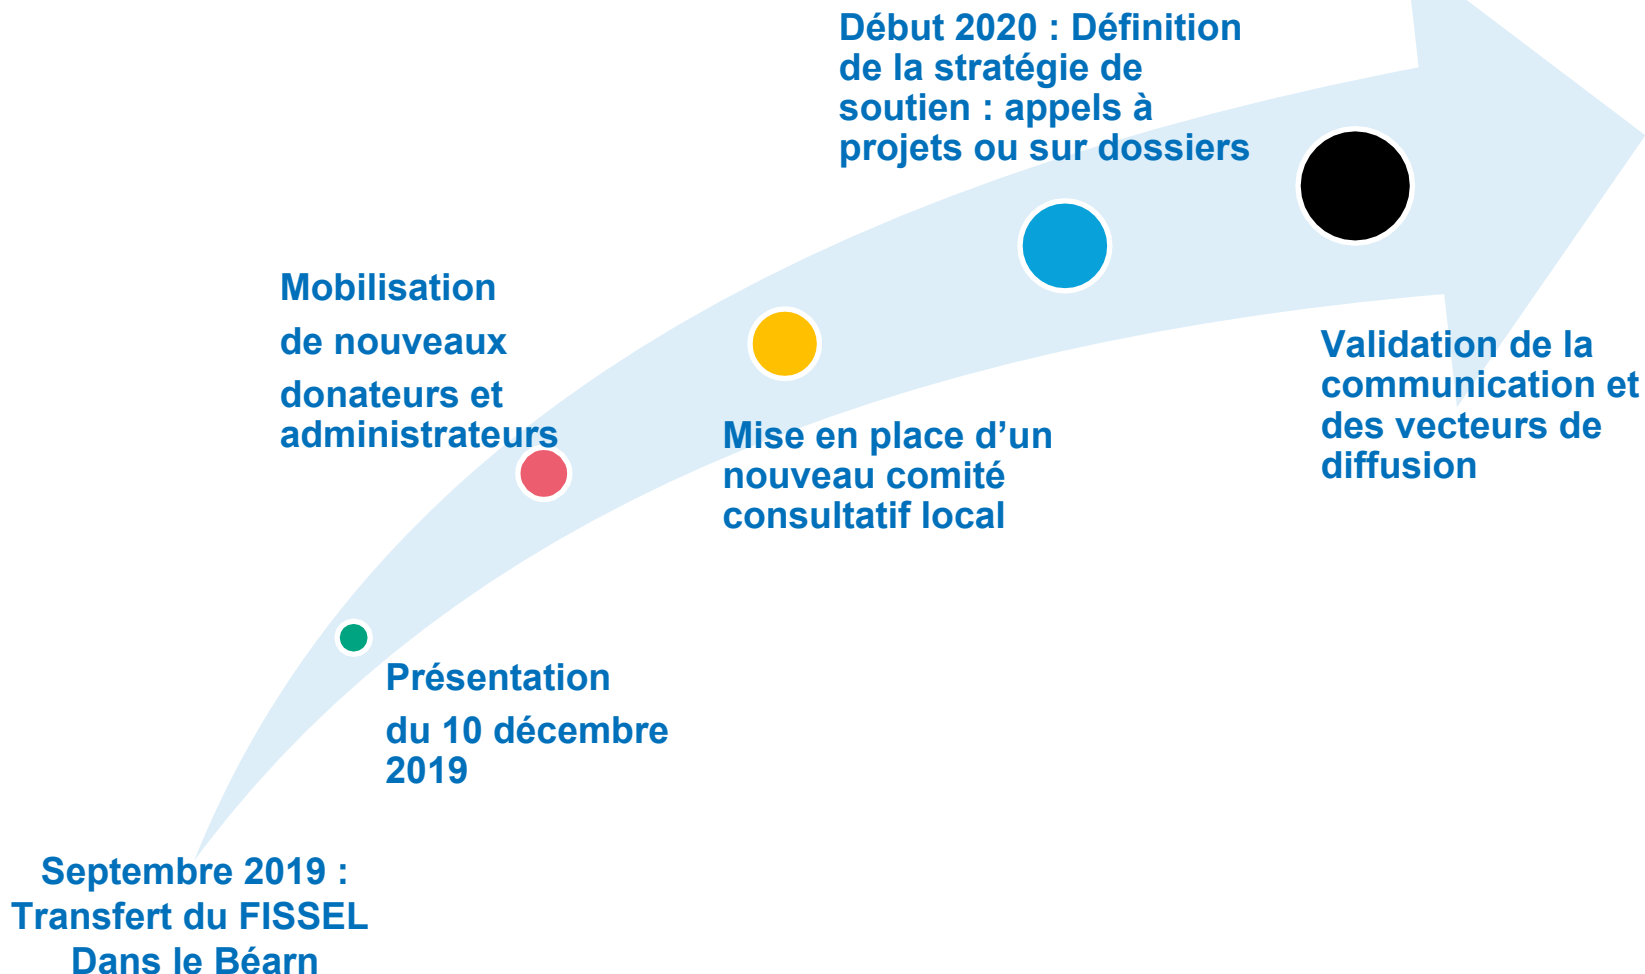 Début 2020 : Définition
de la stratégie de
soutien : appels à
projets ou sur dossiers
Mobilisation
de nouveaux
donateurs et
administrateurs
Validation de la
communication et
des vecteurs de
diffusion
Mise en place d’un
nouveau comité
consultatif local
Présentation
du 10 décembre
2019
Septembre 2019 :
Transfert du FISSEL
Dans le Béarn